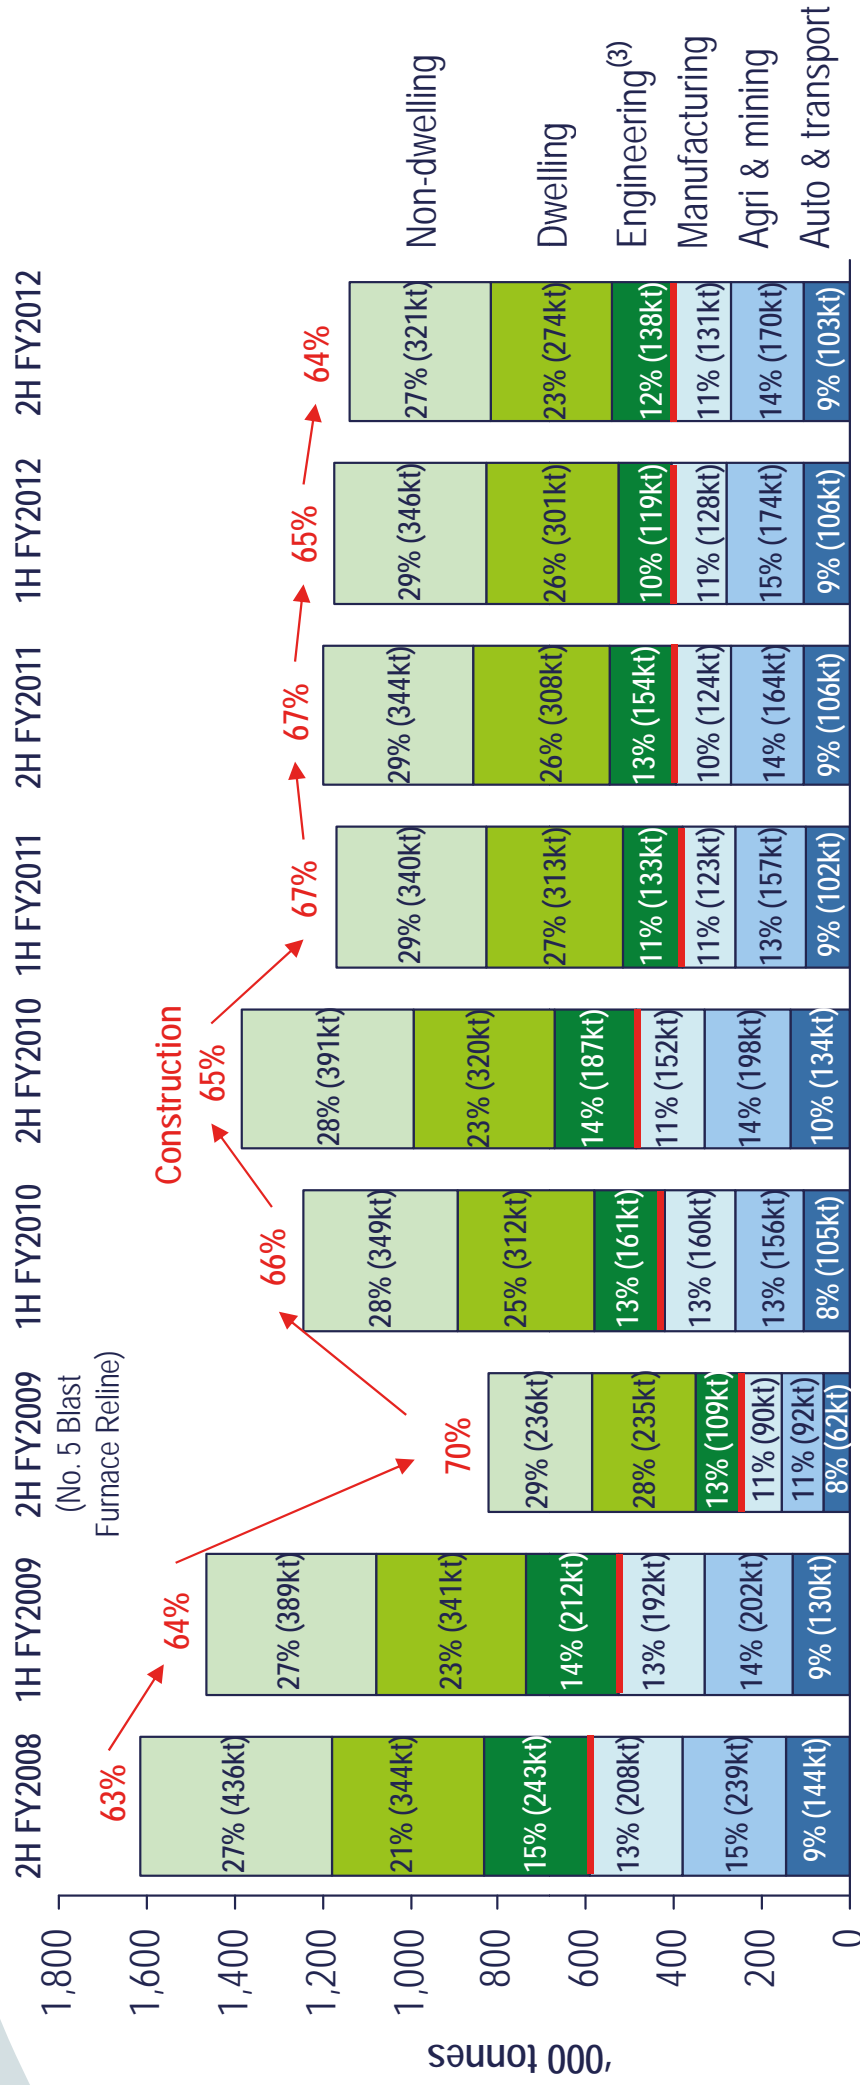 2H FY2008
1H FY2009
2H FY2009
(No. 5 Blast
Furnace Reline)
1H FY2010
2H FY2010
1H FY2011
2H FY2011
1H FY2012
2H FY2012
Construction
63%
64%
70%
66%
65%
67%
67%
65%
64%
'000 tonnes
1,800
1,600
1,400
1,200
1,000
800
600
400
200
0
27% (436kt)
21% (344kt)
15% (243kt)
13% (208kt)
15% (239kt)
9% (144kt)
27% (389kt)
23% (341kt)
14% (212kt)
13% (192kt)
14% (202kt)
9% (130kt)
29% (236kt)
28% (235kt)
13% (109kt)
11% (90kt)
11% (92kt)
8% (62kt)
28% (349kt)
25% (312kt)
13% (161kt)
13% (160kt)
13% (156kt)
8% (105kt)
28% (391kt)
23% (320kt)
14% (187kt)
11% (152kt)
14% (198kt)
10% (134kt)
29% (340kt)
27% (313kt)
11% (133kt)
11% (123kt)
13% (157kt)
9% (102kt)
29% (344kt)
26% (308kt)
13% (154kt)
10% (124kt)
14% (164kt)
9% (106kt)
29% (346kt)
26% (301kt)
10% (119kt)
11% (128kt)
15% (174kt)
9% (106kt)
27% (321kt)
23% (274kt)
12% (138kt)
11% (131kt)
14% (170kt)
9% (103kt)
Non-dwelling
Dwelling
Engineering(3)
Manufacturing
Agri & mining
Auto & transport